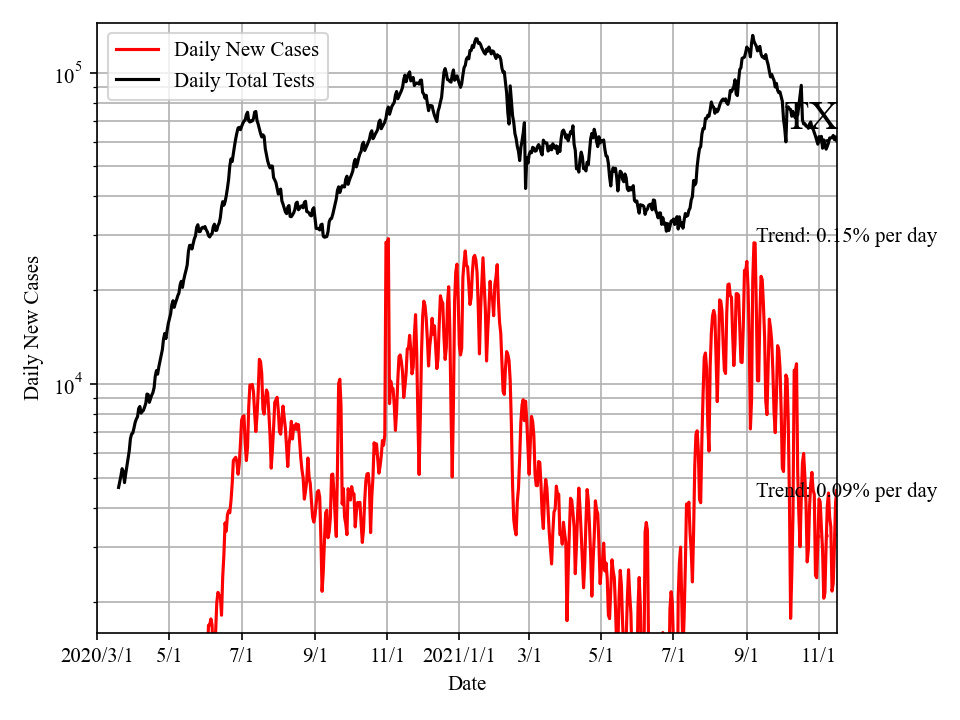 Daily New Cases
Daily Total Tests
TX
10^5
10^4
Trend: 0.15% per day
Trend: 0.09% per day
Daily New Cases
2020/3/1 5/1 7/1 9/1 11/1 2021/1/1 3/1 5/1 7/1 9/1 11/1
Date